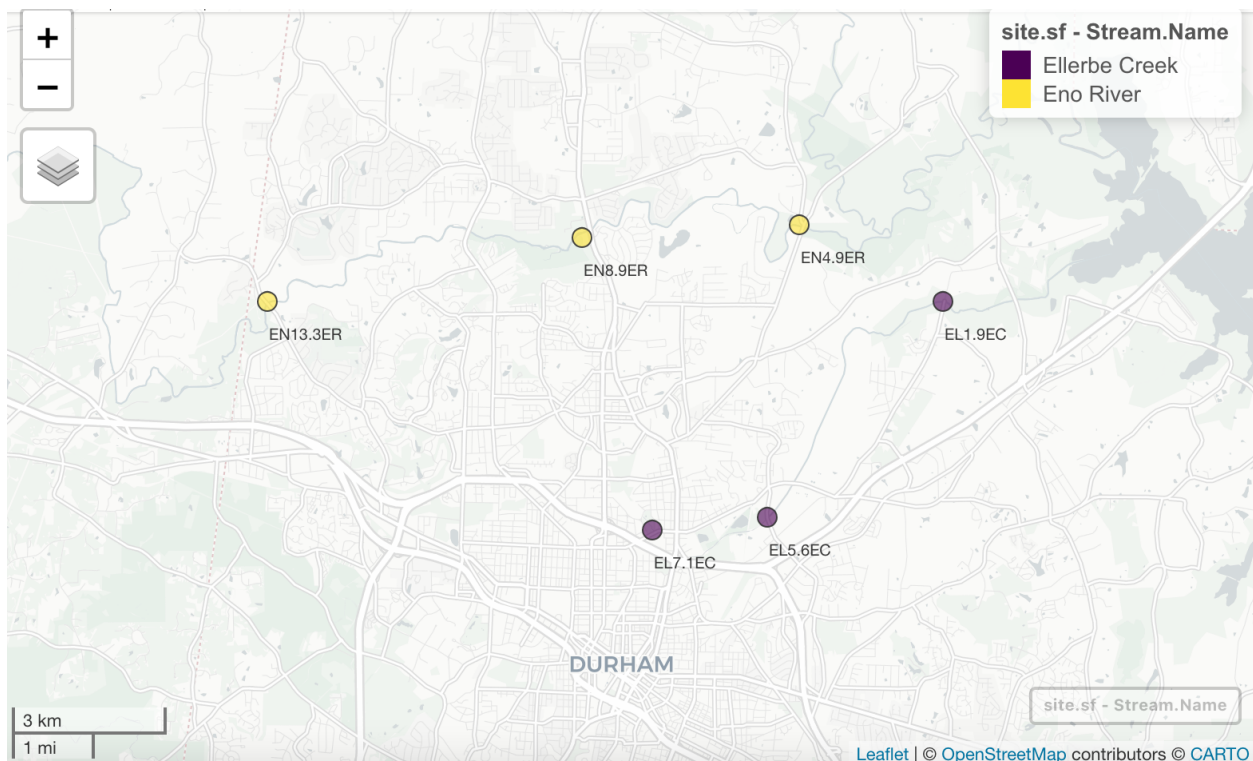 +
−
site.sf - Stream.Name
Ellerbe Creek
Eno River
EN4.9ER
EN8.9ER
EN13.3ER
EL1.9EC
EL5.6EC
EL7.1EC
DURHAM
site.sf - Stream.Name
3 km
1 mi
Leaflet | © OpenStreetMap contributors © CARTO